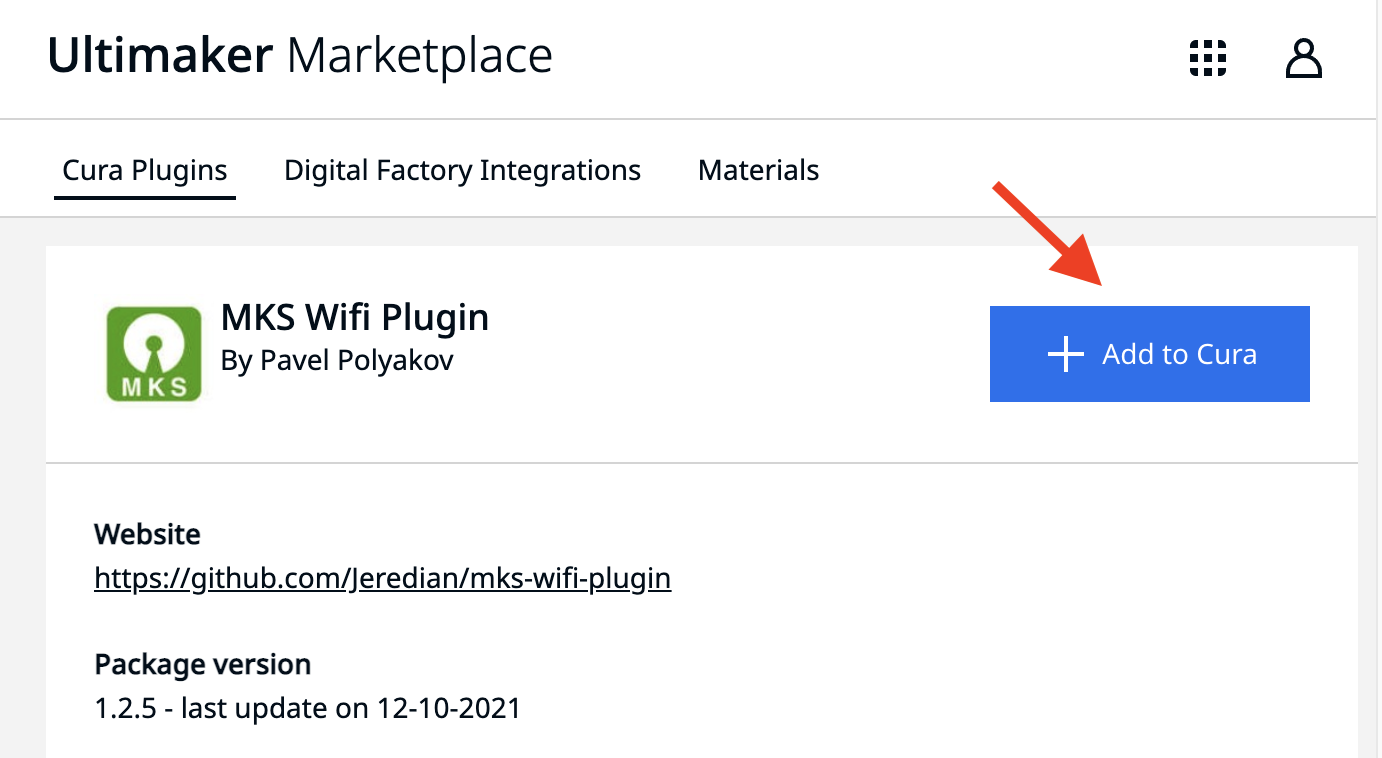 Ultimaker Marketplace
Cura Plugins Digital Factory Integrations Materials
MKS Wifi Plugin
By Pavel Polyakov
MKS
Add to Cura
Website
https://github.com/Jeredian/mks-wifi-plugin
Package version
1.2.5 - last update on 12-10-2021